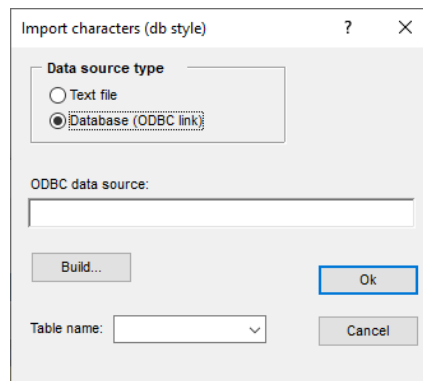 Import characters (db style)
Data source type
Text file
Database (ODBC link)
ODBC data source:
Build...
Ok
Table name:
Cancel